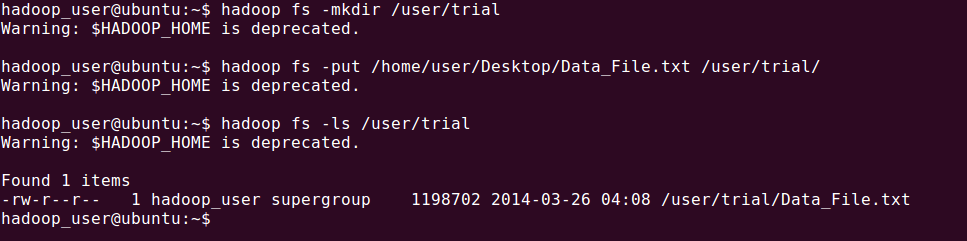 hadoop_user@ubuntu:~$ hadoop fs -mkdir /user/trial
Warning: $HADOOP_HOME is deprecated.
hadoop_user@ubuntu:~$ hadoop fs -put /home/user/Desktop/Data_File.txt /user/trial/
Warning: $HADOOP_HOME is deprecated.
hadoop_user@ubuntu:~$ hadoop fs -ls /user/trial
Warning: $HADOOP_HOME is deprecated.
Found 1 items
-rw-r--r--   1 hadoop_user supergroup    1198702 2014-03-26 04:08 /user/trial/Data_File.txt
hadoop_user@ubuntu:~$